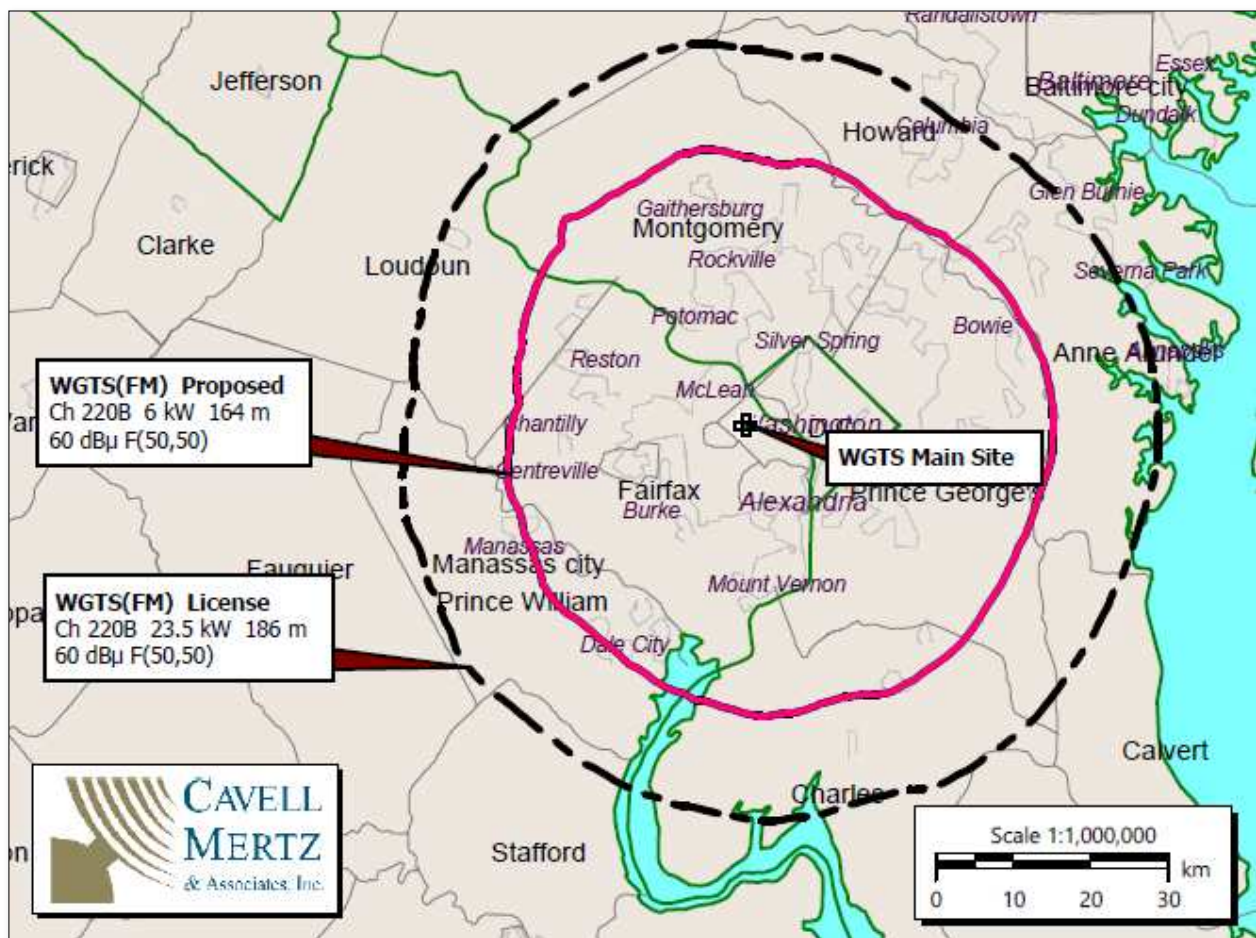 Randallstown
Essex
Jefferson
Baltimore
Baltimore city
Dundalk
Howard
Columbia
erick
Glen Burnie
Gaithersburg
Clarke
Montgomery
Loudoun
Rockville
Severna Park
Potomac
Bowie
Silver Spring
Reston
Anne Arundel
WGTS(FM) Proposed
Ch 220B 6 kW 164 m
60 dBµ F(50,50)
McLean
Chantilly
Washington
WGTS Main Site
Centreville
Fairfax
Prince George's
Burke
Alexandria
Manassas
Manassas city
Fauquier
Mount Vernon
WGTS(FM) License
Ch 220B 23.5 kW 186 m
60 dBµ F(50,50)
Prince William
Dale City
Calvert
Charles
CAVELL
MERTZ
& Associates, Inc.
Stafford
Scale 1:1,000,000
km
0 10 20 30